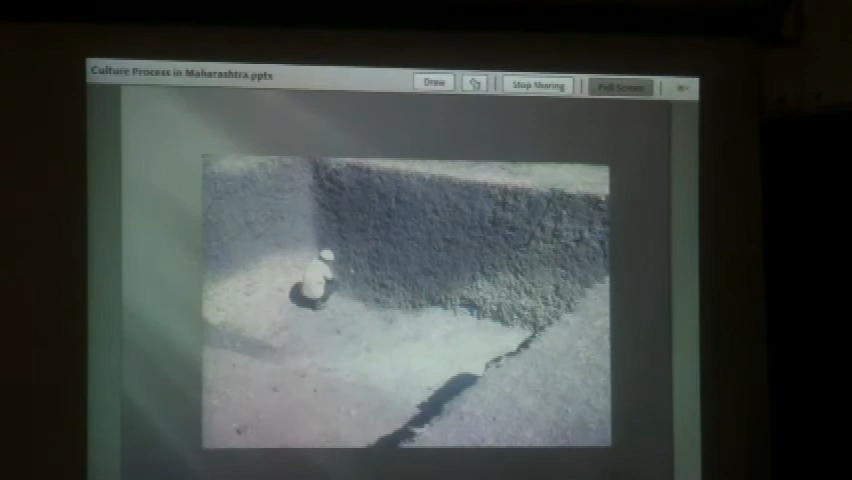 Culture Process in Maharashtra.pptx
Draw
Stop Sharing
Full Screen